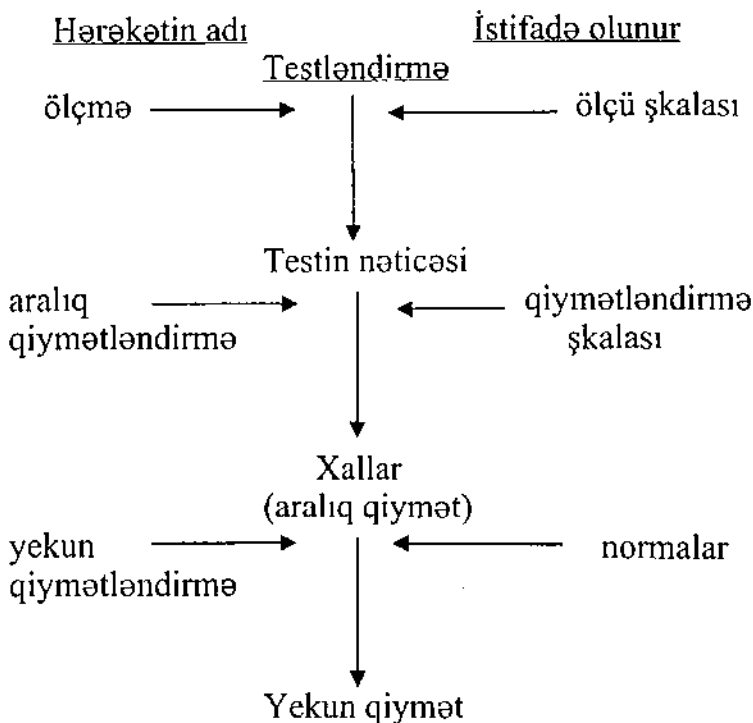 Hərəkətin adı
İstifadə olunur
Testləndirmə
ölçmə
ölçü şkalası
Testin nəticəsi
aralıq
qiymətləndirmə
qiymətləndirmə
şkalası
Xallar
(aralıq qiymət)
yekun
qiymətləndirmə
normalar
Yekun qiymət